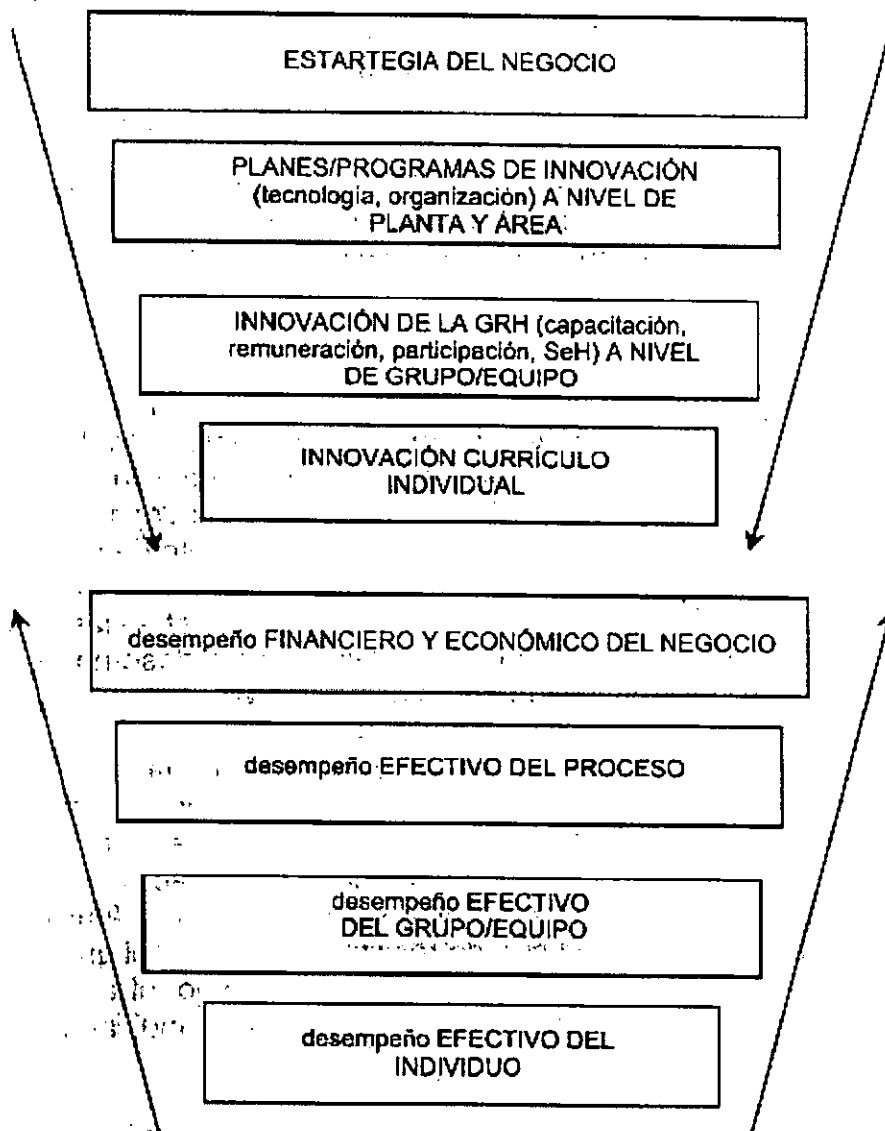 ESTARTEGIA DEL NEGOCIO
PLANES/PROGRAMAS DE INNOVACIÓN
(tecnología, organización) A NIVEL DE
PLANTA Y ÁREA
INNOVACIÓN DE LA GRH (capacitación,
remuneración, participación, SeH) A NIVEL
DE GRUPO/EQUIPO
INNOVACIÓN CURRÍCULO
INDIVIDUAL
desempeño FINANCIERO Y ECONÓMICO DEL NEGOCIO
desempeño EFECTIVO DEL PROCESO
desempeño EFECTIVO
DEL GRUPO/EQUIPO
desempeño EFECTIVO DEL
INDIVIDUO